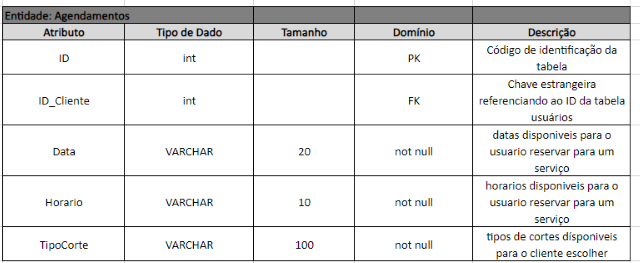 Entidade: Agendamentos
Atributo Tipo de Dado Tamanho Domínio Descrição
ID int PK Código de identificação da
tabela
ID_Cliente int FK Chave estrangeira
referenciando ao ID da tabela
usuários
Data VARCHAR 20 not null datas disponiveis para o
usuario reservar para um
serviço
Horario VARCHAR 10 not null horarios disponiveis para o
usuario reservar para um
serviço
TipoCorte VARCHAR 100 not null tipos de cortes dísponiveis
para o cliente escolher